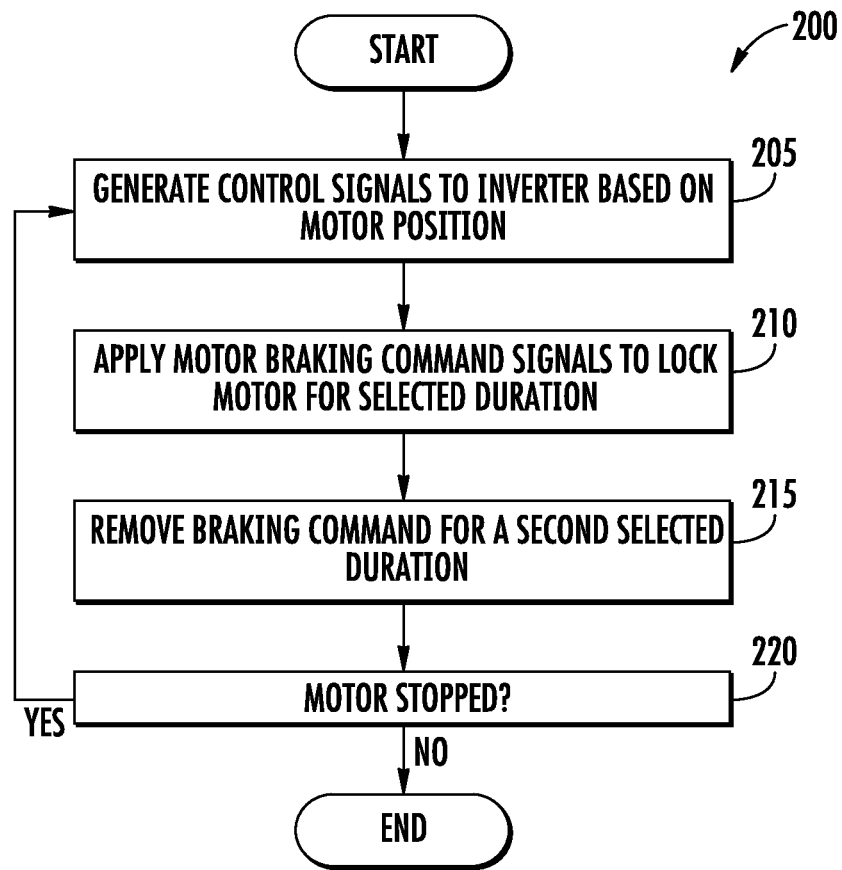 START
200
205
GENERATE CONTROL SIGNALS TO INVERTER BASED ON
MOTOR POSITION
210
APPLY MOTOR BRAKING COMMAND SIGNALS TO LOCK
MOTOR FOR SELECTED DURATION
215
REMOVE BRAKING COMMAND FOR A SECOND SELECTED
DURATION
220
MOTOR STOPPED?
YES
NO
END